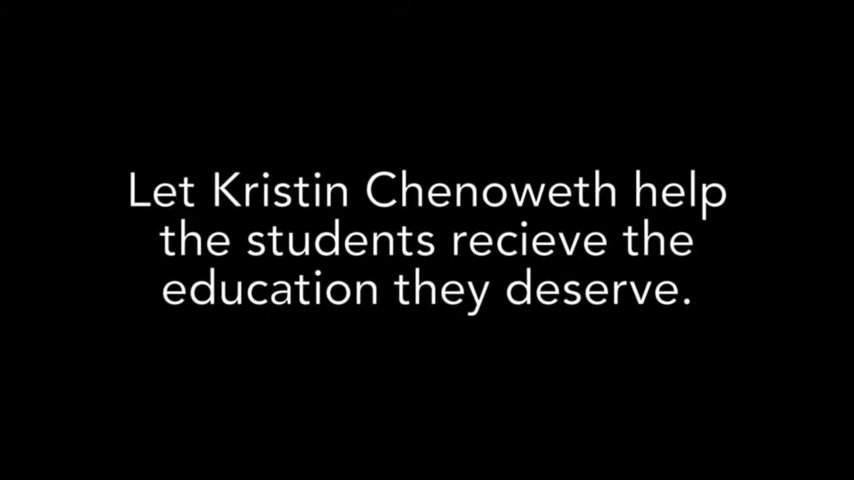 Let Kristin Chenoweth help
the students recieve the
education they deserve.